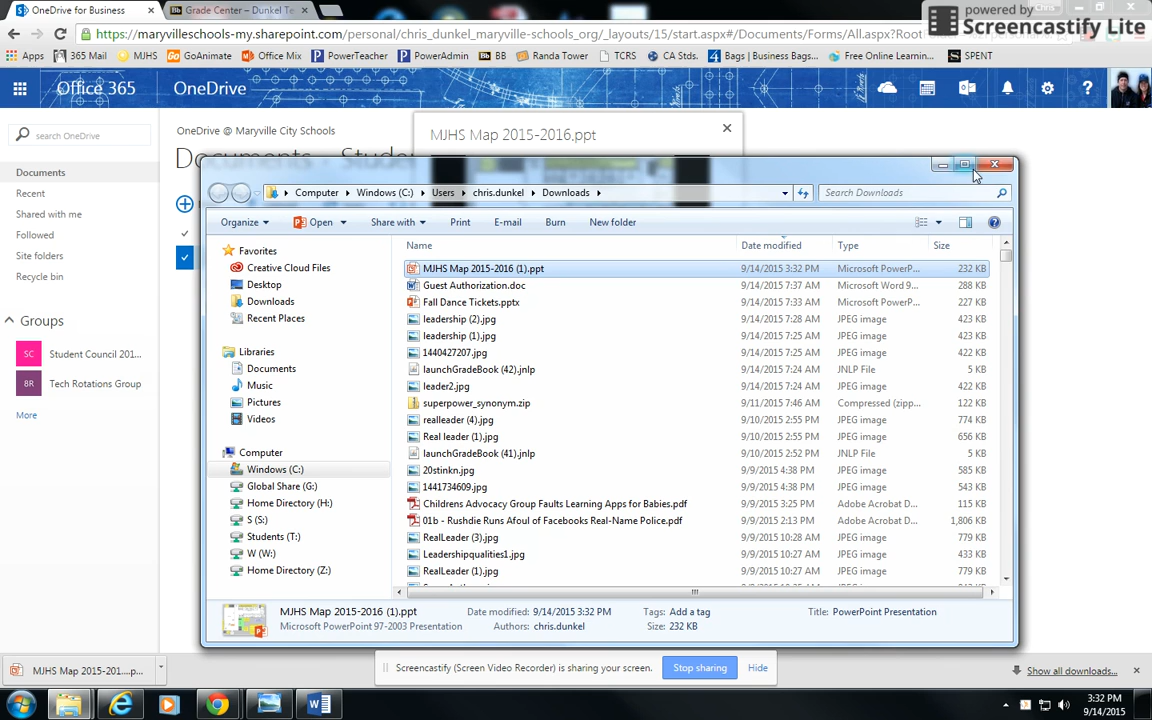 OneDrive for Business
Grade Center – Dunkel Te
Chris
powered by
Screencastify Lite
https://maryvilleschools-my.sharepoint.com/personal/chris_dunkel_maryville-schools_org/_layouts/15/start.aspx#/Documents/Forms/All.aspx?Root
Apps 365 Mail MJHS GoAnimate Office Mix PowerTeacher PowerAdmin BB Randa Tower TCRS CA Stds. Bags | Business Bags... Free Online Learnin... SPENT
Office 365 OneDrive
search OneDrive
OneDrive @ Maryville City Schools
MJHS Map 2015-2016.ppt
Documents
Recent
Shared with me
Followed
Site folders
Recycle bin
Groups
SC Student Council 201...
8R Tech Rotations Group
More
Computer Windows (C:) Users chris.dunkel Downloads
Search Downloads
Organize Open Share with Print E-mail Burn New folder
Favorites
Creative Cloud Files
Desktop
Downloads
Recent Places
Libraries
Documents
Music
Pictures
Videos
Computer
Windows (C:)
Global Share (G:)
Home Directory (H:)
S (S:)
Students (T:)
W (W:)
Home Directory (Z:)
Name Date modified Type Size
MJHS Map 2015-2016 (1).ppt 9/14/2015 3:32 PM Microsoft PowerP... 232 KB
Guest Authorization.doc 9/14/2015 7:37 AM Microsoft Word 9... 288 KB
Fall Dance Tickets.pptx 9/14/2015 7:33 AM Microsoft PowerP... 227 KB
leadership (2).jpg 9/14/2015 7:28 AM JPEG image 423 KB
leadership (1).jpg 9/14/2015 7:25 AM JPEG image 423 KB
1440427207.jpg 9/14/2015 7:25 AM JPEG image 422 KB
launchGradeBook (42).jnlp 9/14/2015 7:24 AM JNLP File 5 KB
leader2.jpg 9/14/2015 7:24 AM JPEG image 422 KB
superpower_synonym.zip 9/11/2015 7:46 AM Compressed (zipp... 122 KB
realleader (4).jpg 9/10/2015 2:55 PM JPEG image 774 KB
Real leader (1).jpg 9/10/2015 2:55 PM JPEG image 656 KB
launchGradeBook (41).jnlp 9/10/2015 2:52 PM JNLP File 5 KB
20stinkn.jpg 9/9/2015 4:38 PM JPEG image 585 KB
1441734609.jpg 9/9/2015 4:38 PM JPEG image 487 KB
Childrens Advocacy Group Faults Learning Apps for Babies.pdf 9/9/2015 3:25 PM Adobe Acrobat D... 115 KB
01b - Rushdie Runs Afoul of Facebooks Real-Name Policy.pdf 9/9/2015 2:13 PM Adobe Acrobat D... 1,806 KB
RealLeader (3).jpg 9/9/2015 10:28 AM JPEG image 779 KB
Leadershipqualities1.jpg 9/9/2015 10:27 AM JPEG image 433 KB
RealLeader (1).jpg 9/9/2015 10:27 AM JPEG image 779 KB
MJHS Map 2015-2016 (1).ppt Date modified: 9/14/2015 3:32 PM Tags: Add a tag Title: PowerPoint Presentation
Microsoft PowerPoint 97-2003 Presentation Authors: chris.dunkel Size: 232 KB
MJHS Map 2015-201....p...
Screencastify (Screen Video Recorder) is sharing your screen. Stop sharing Hide
Show all downloads...
3:32 PM
9/14/2015